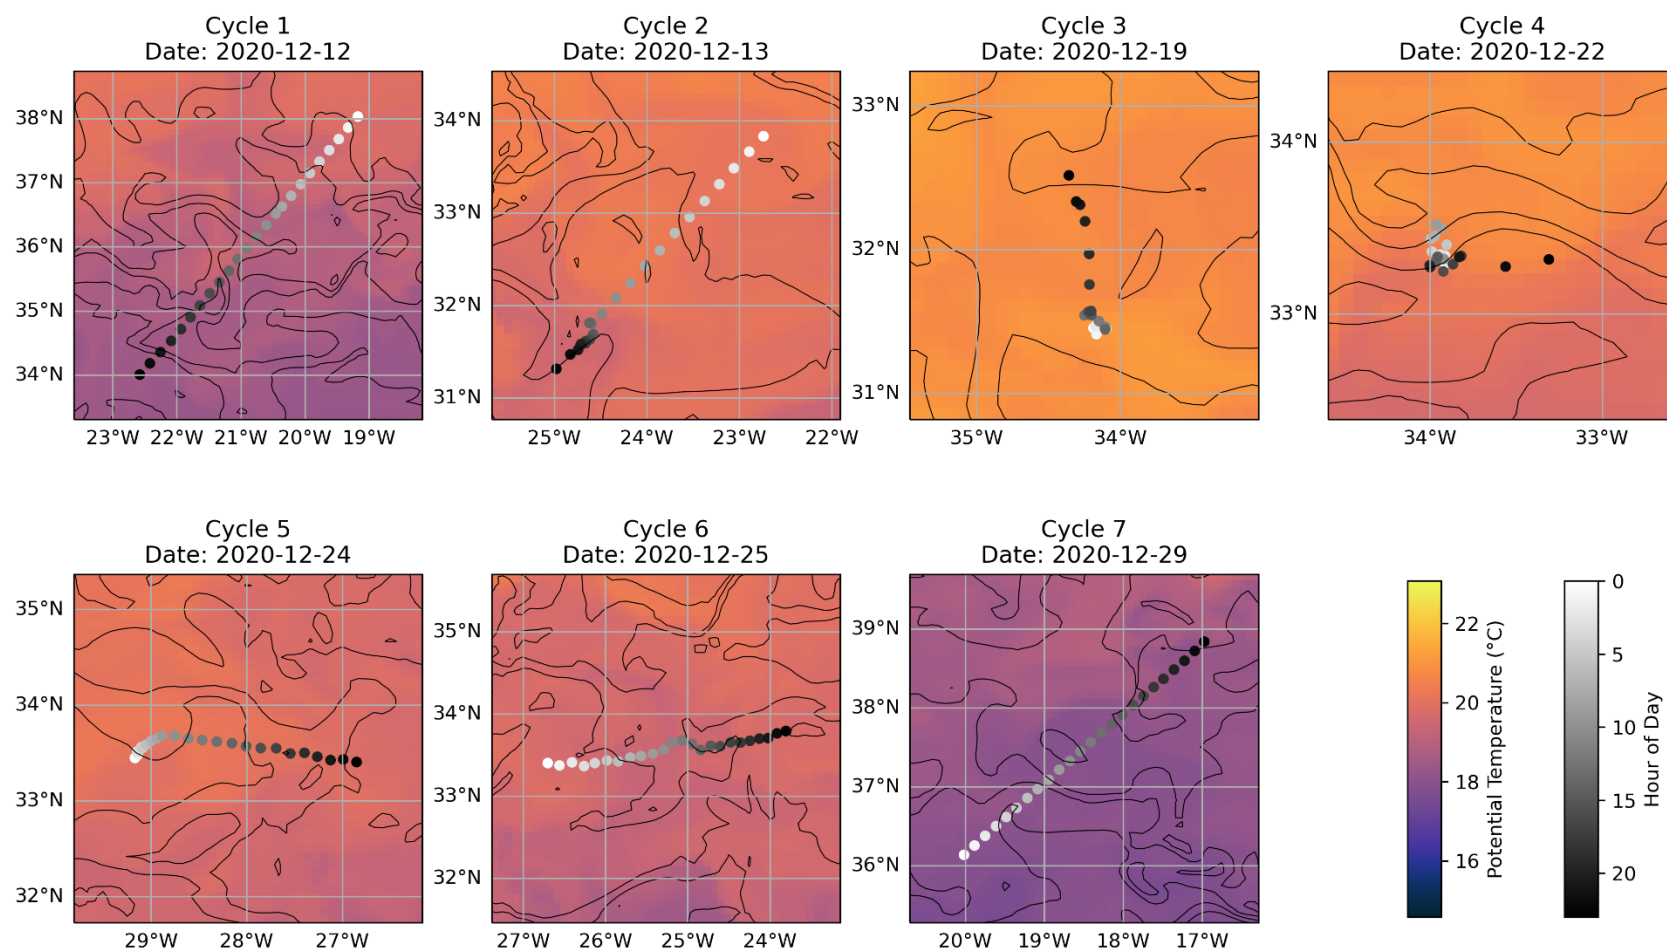 Cycle 1
Date: 2020-12-12
38°N
37°N
36°N
35°N
34°N
23°W 22°W 21°W 20°W 19°W
Cycle 2
Date: 2020-12-13
34°N
33°N
32°N
31°N
25°W 24°W 23°W 22°W
Cycle 3
Date: 2020-12-19
33°N
32°N
31°N
35°W 34°W
Cycle 4
Date: 2020-12-22
34°N
33°N
34°W 33°W
Cycle 5
Date: 2020-12-24
35°N
34°N
33°N
32°N
29°W 28°W 27°W
Cycle 6
Date: 2020-12-25
35°N
34°N
33°N
32°N
27°W 26°W 25°W 24°W
Cycle 7
Date: 2020-12-29
39°N
38°N
37°N
36°N
20°W 19°W 18°W 17°W
22
20
18
16
Potential Temperature (°C)
0
5
10
15
20
Hour of Day